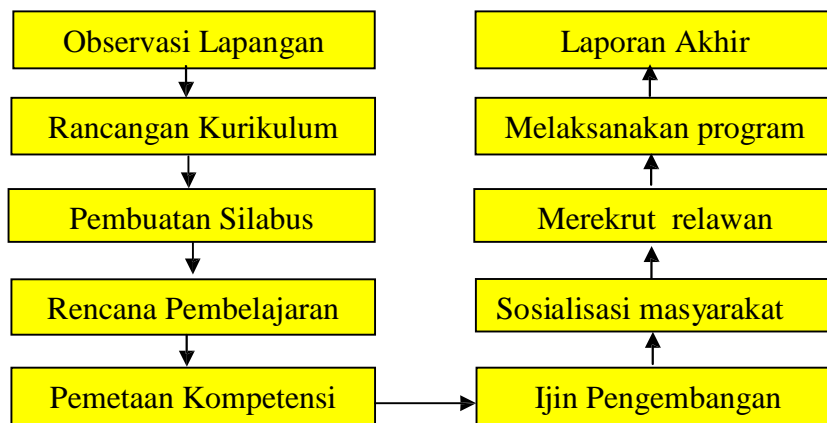 Observasi Lapangan
Rancangan Kurikulum
Pembuatan Silabus
Rencana Pembelajaran
Pemetaan Kompetensi
Ijin Pengembangan
Sosialisasi masyarakat
Merekrut relawan
Melaksanakan program
Laporan Akhir